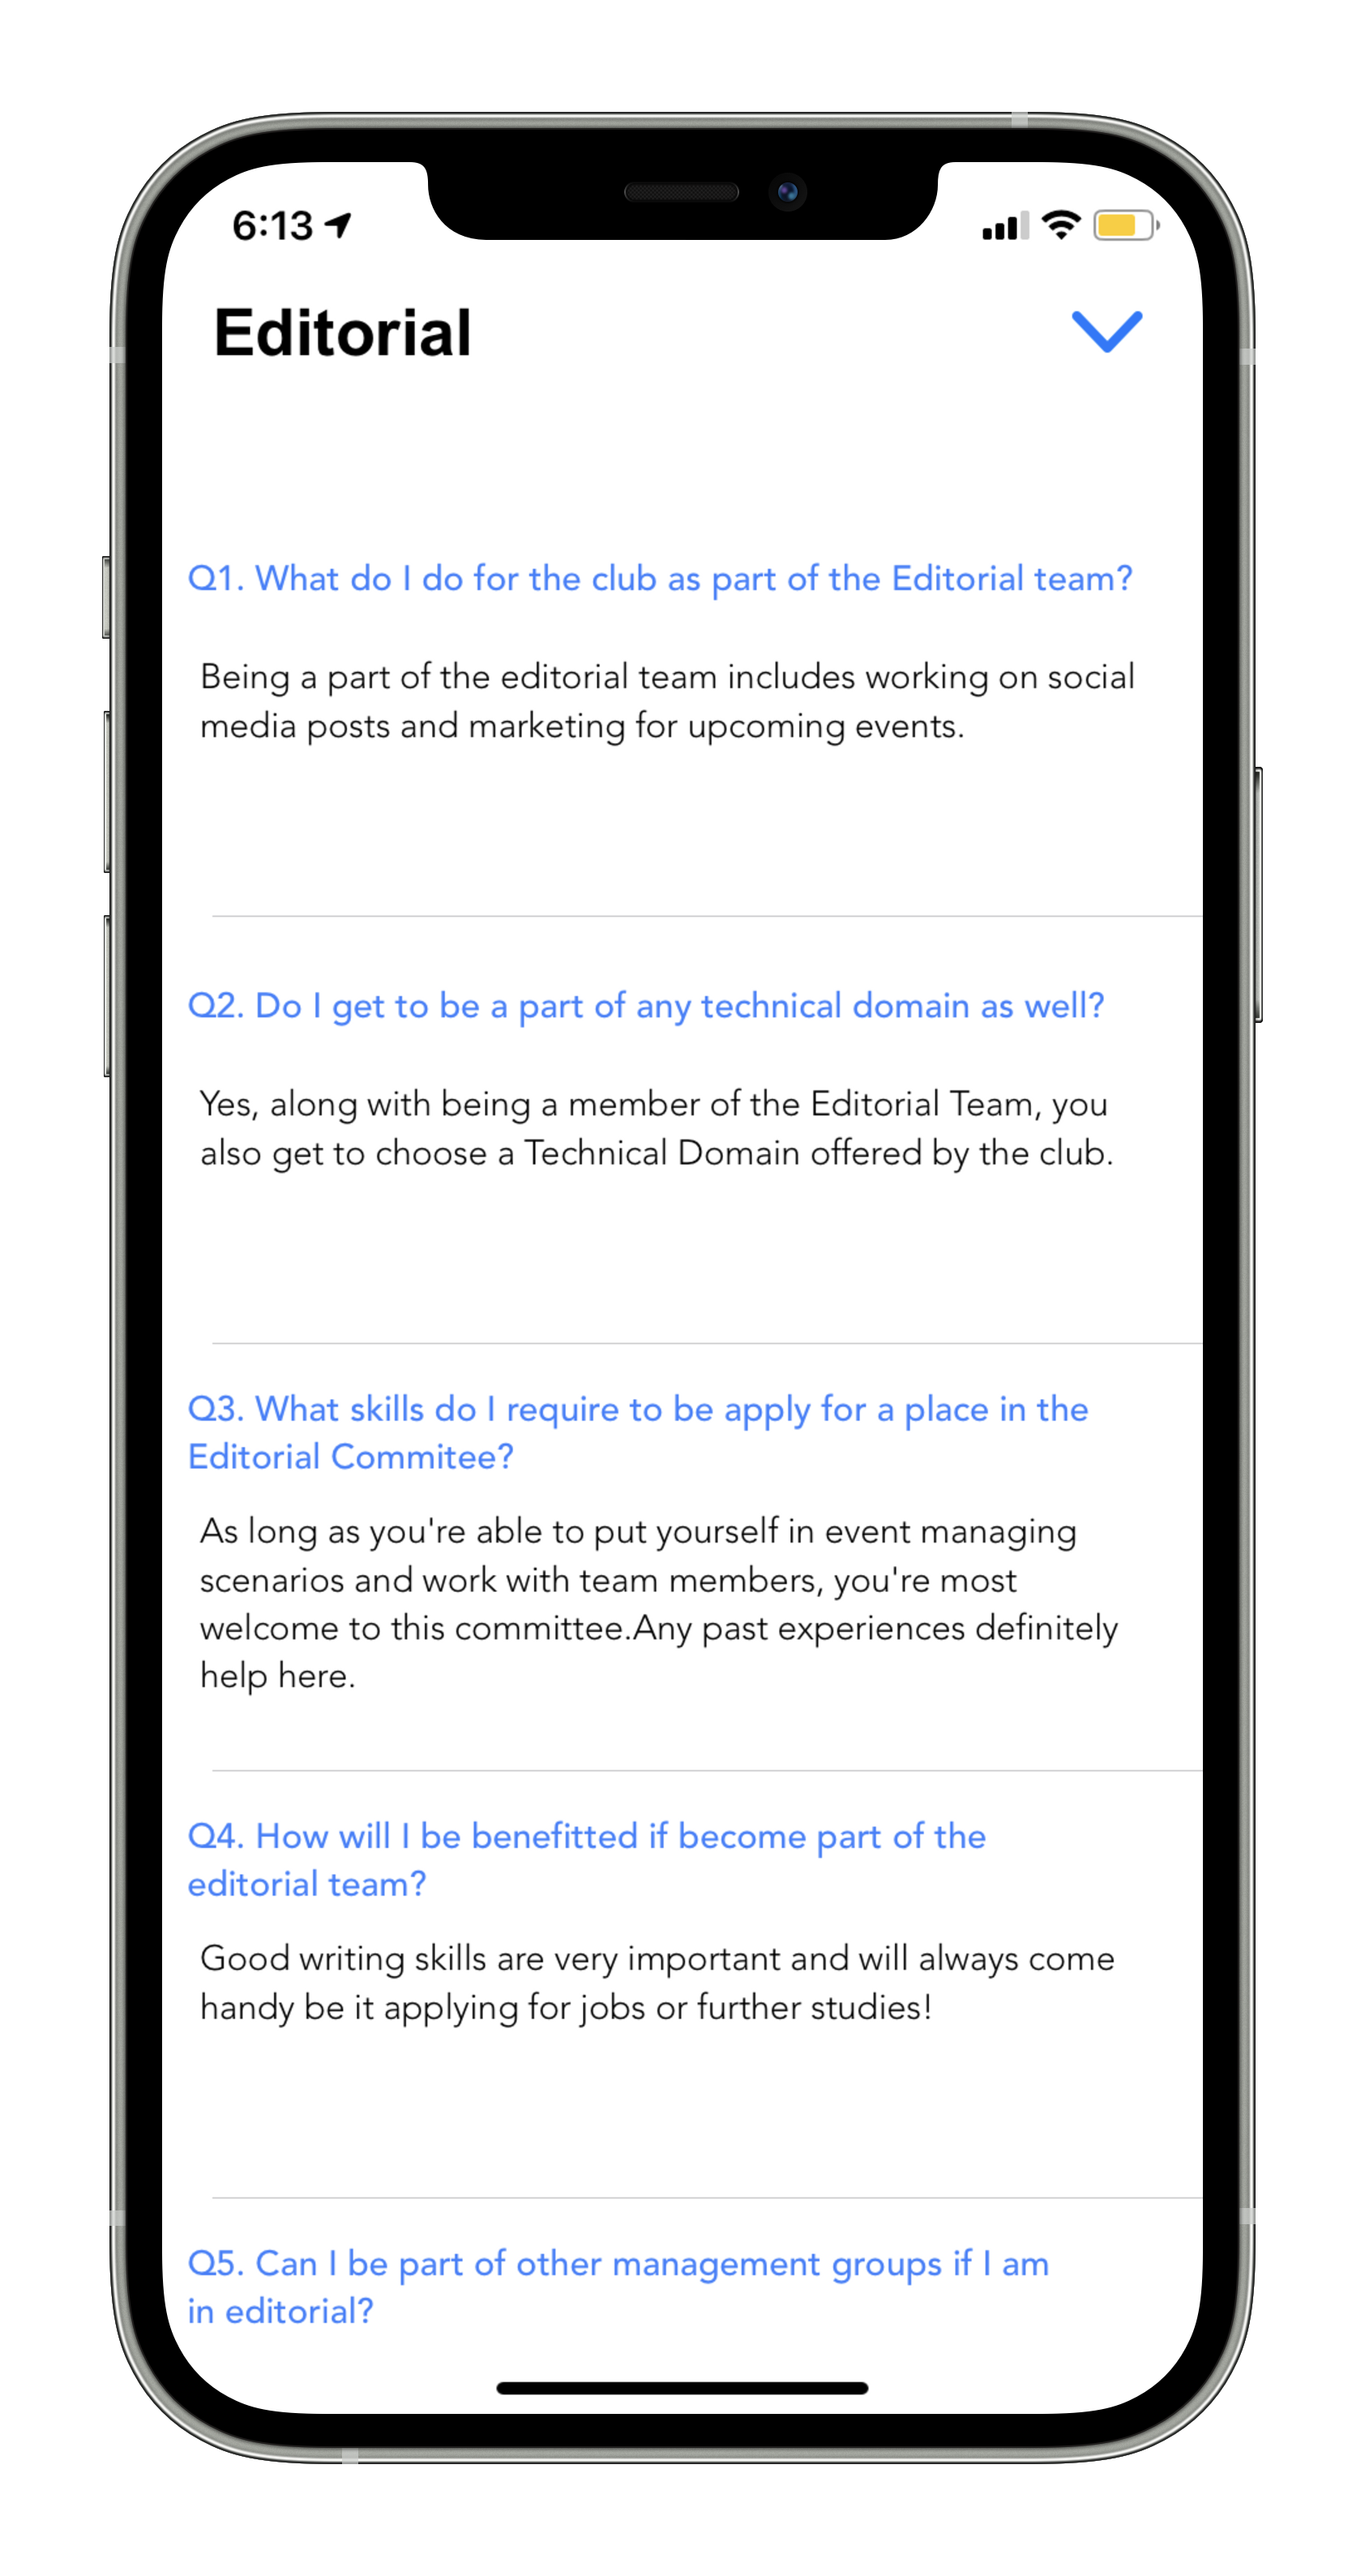 6:13
Editorial
Q1. What do I do for the club as part of the Editorial team?
Being a part of the editorial team includes working on social
media posts and marketing for upcoming events.
Q2. Do I get to be a part of any technical domain as well?
Yes, along with being a member of the Editorial Team, you
also get to choose a Technical Domain offered by the club.
Q3. What skills do I require to be apply for a place in the
Editorial Commitee?
As long as you're able to put yourself in event managing
scenarios and work with team members, you're most
welcome to this committee.Any past experiences definitely
help here.
Q4. How will I be benefitted if become part of the
editorial team?
Good writing skills are very important and will always come
handy be it applying for jobs or further studies!
Q5. Can I be part of other management groups if I am
in editorial?